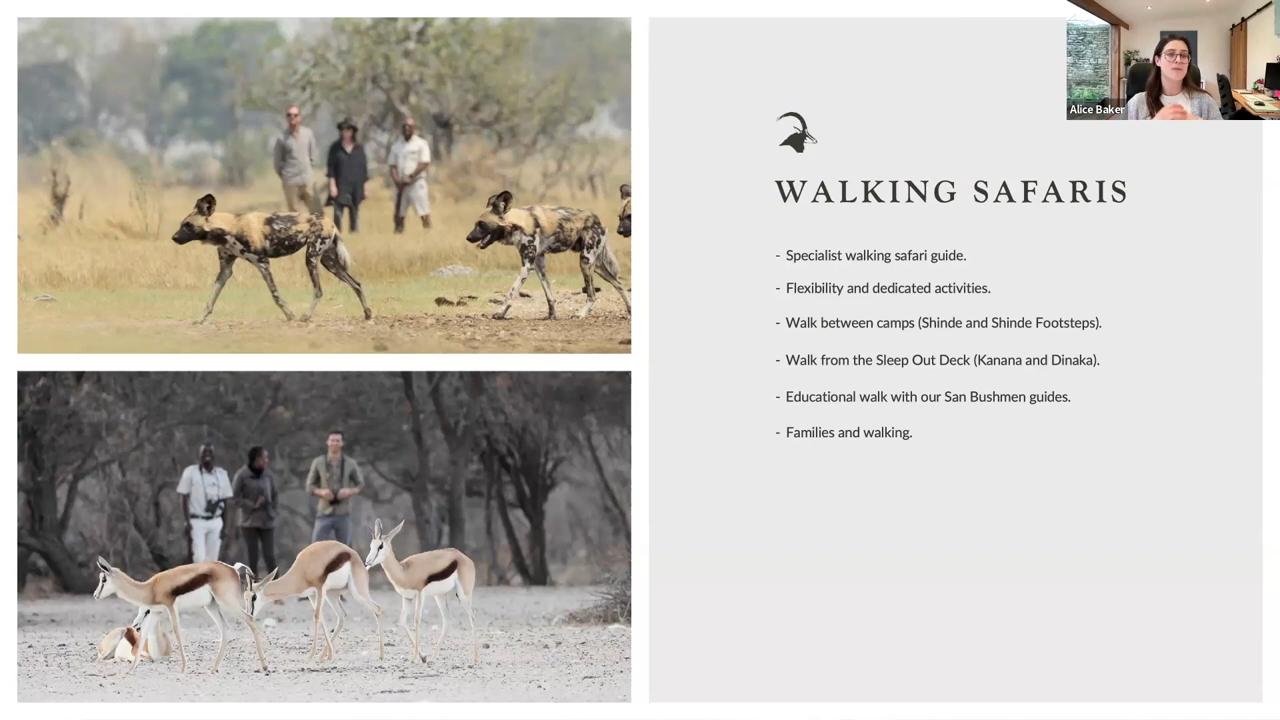 Alice Baker
WALKING SAFARIS
- Specialist walking safari guide.
- Flexibility and dedicated activities.
- Walk between camps (Shinde and Shinde Footsteps).
- Walk from the Sleep Out Deck (Kanana and Dinaka).
- Educational walk with our San Bushmen guides.
- Families and walking.